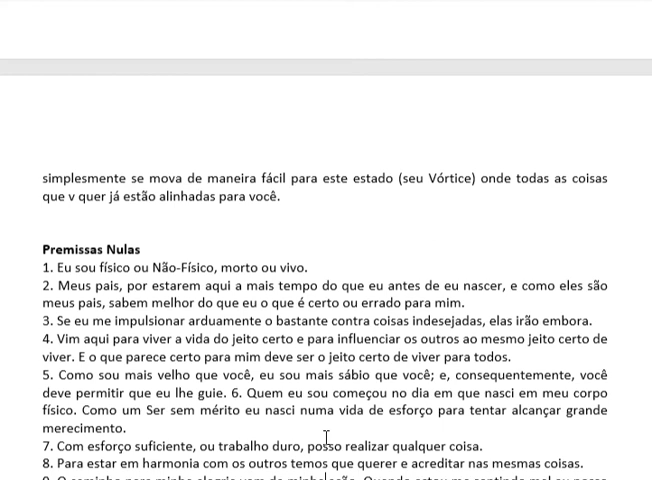 simplesmente se mova de maneira fácil para este estado (seu Vórtice) onde todas as coisas
que v quer já estão alinhadas para você.
Premissas Nulas
1. Eu sou físico ou Não-Físico, morto ou vivo.
2. Meus pais, por estarem aqui a mais tempo do que eu antes de eu nascer, e como eles são
meus pais, sabem melhor do que eu o que é certo ou errado para mim.
3. Se eu me impulsionar arduamente o bastante contra coisas indesejadas, elas irão embora.
4. Vim aqui para viver a vida do jeito certo e para influenciar os outros ao mesmo jeito certo de
viver. E o que parece certo para mim deve ser o jeito certo de viver para todos.
5. Como sou mais velho que você, eu sou mais sábio que você; e, consequentemente, você
deve permitir que eu lhe guie. 6. Quem eu sou começou no dia em que nasci em meu corpo
físico. Como um Ser sem mérito eu nasci numa vida de esforço para tentar alcançar grande
merecimento.
7. Com esforço suficiente, ou trabalho duro, posso realizar qualquer coisa.
8. Para estar em harmonia com os outros temos que querer e acreditar nas mesmas coisas.